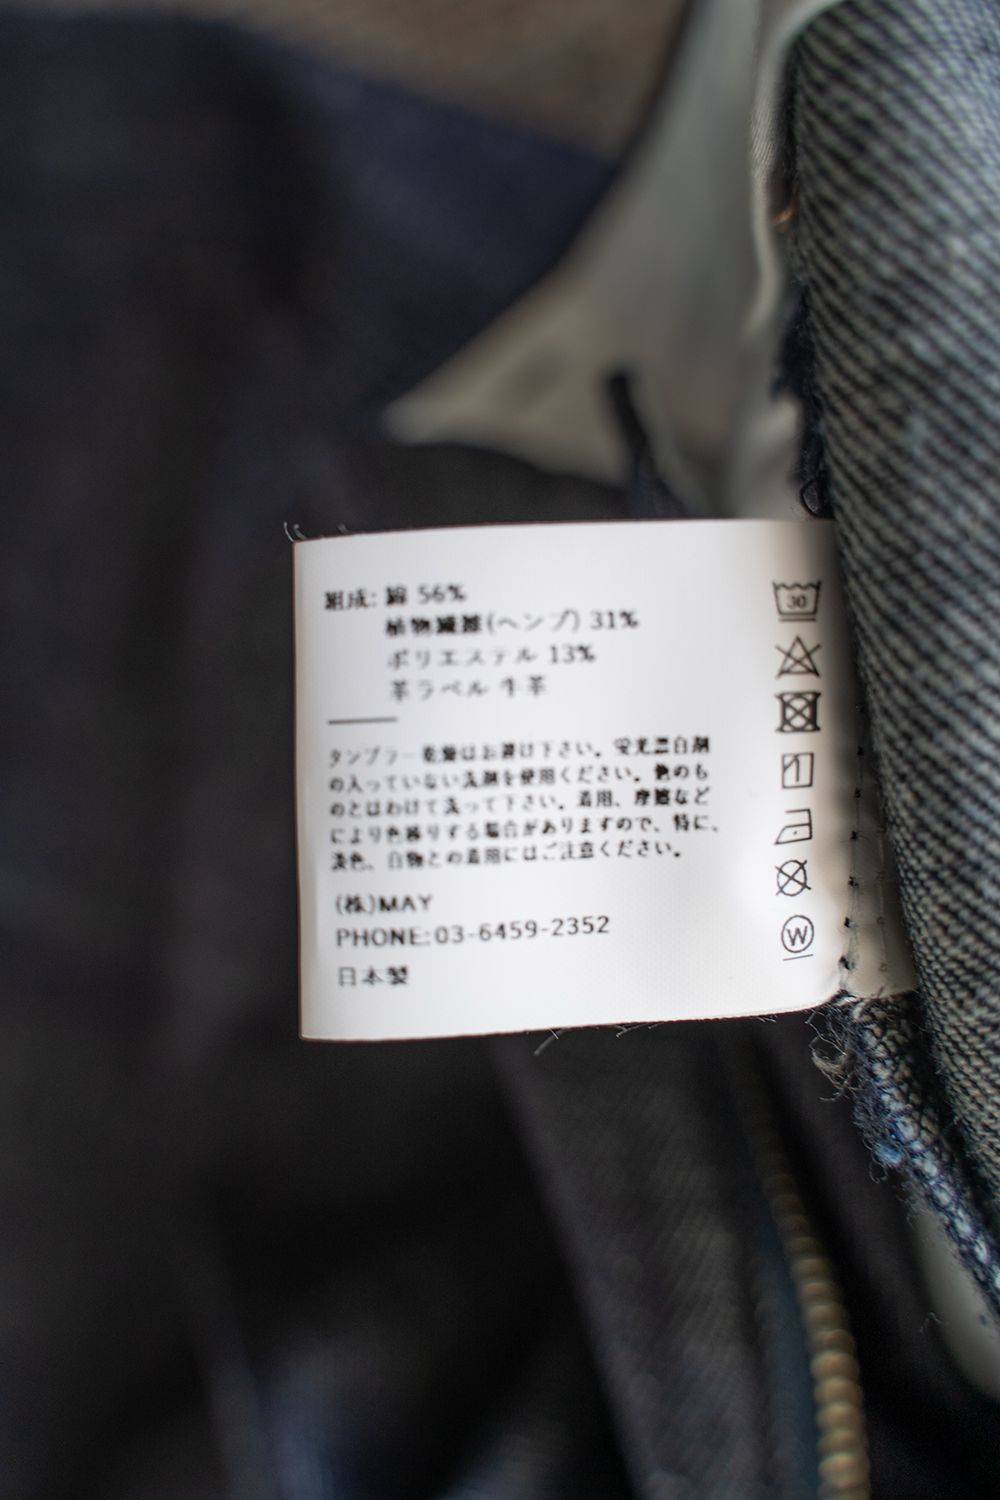 組成: 綿 56%
植物繊維(ヘンプ) 31%
ポリエステル 13%
革ラベル 牛革
タンブラー乾燥はお避け下さい。蛍光漂白剤
の入っていない洗剤を使用ください。色のも
のとはわけて洗って下さい。着用、摩擦など
により色移りする場合がありますので、特に、
淡色、白物との着用にはご注意ください。
(株)MAY
PHONE:03-6459-2352
日本製
30
W